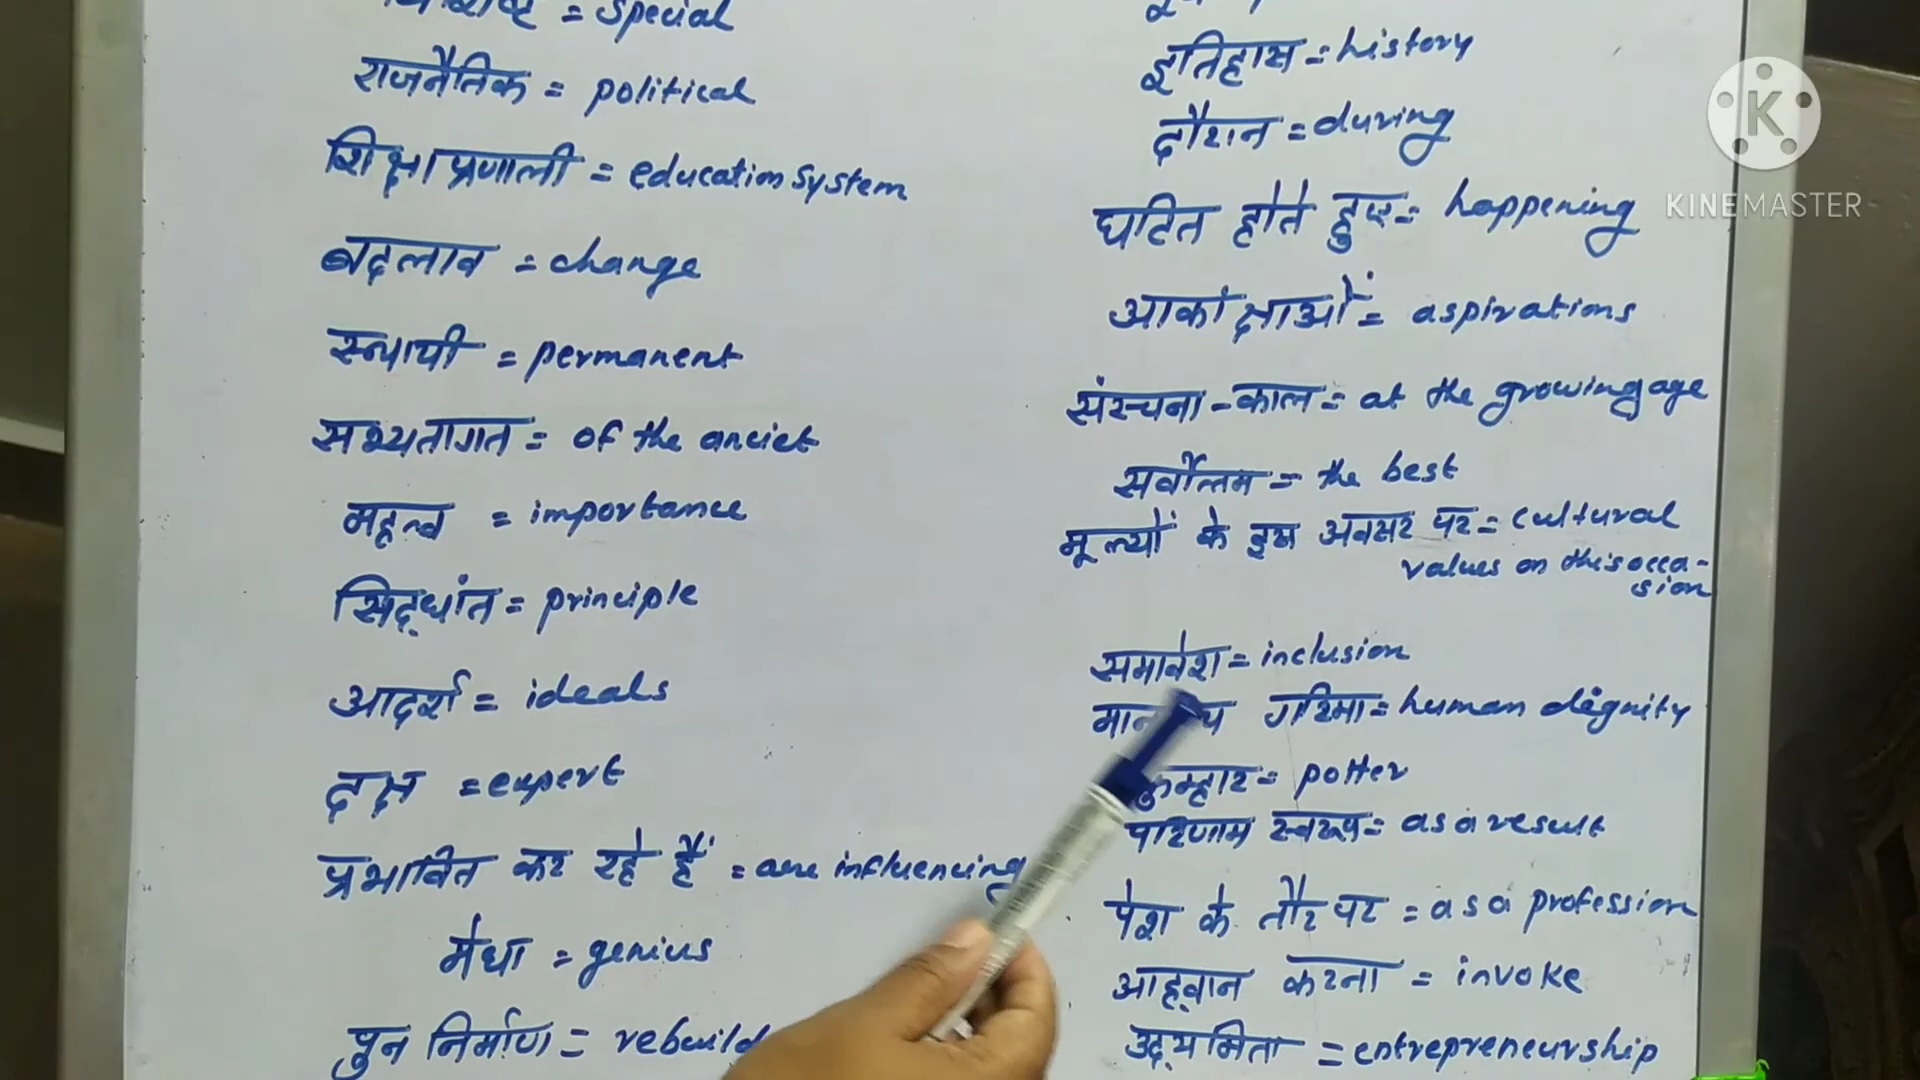 विशिष्ट = special
राजनैतिक = political
शिक्षा प्रणाली = education system
बदलाव = change
स्थायी = permanent
सभ्यतागत = of the anciet
महत्व = importance
सिद्धांत = principle
आदर्श = ideals
दक्ष = expert
प्रभावित कर रहे हैं = are influencing
मेधा = genius
पुन निर्माण = rebuild
इतिहास = history
दौरान = during
घटित होते हुए = happening
आकांक्षाओं = aspirations
संरचना - काल = at the growing age
सर्वोत्तम = the best
मूल्यों के इस अवसर पर = cultural
values on this occa-
sion
समावेश = inclusion
गरिमा = human dignity
कुम्हार = potter
परिणाम स्वरूप = as a result
पेश के तौर पर = as a profession
आह्वान करना = invoke
उद्यमिता = entrepreneurship
KINEMASTER